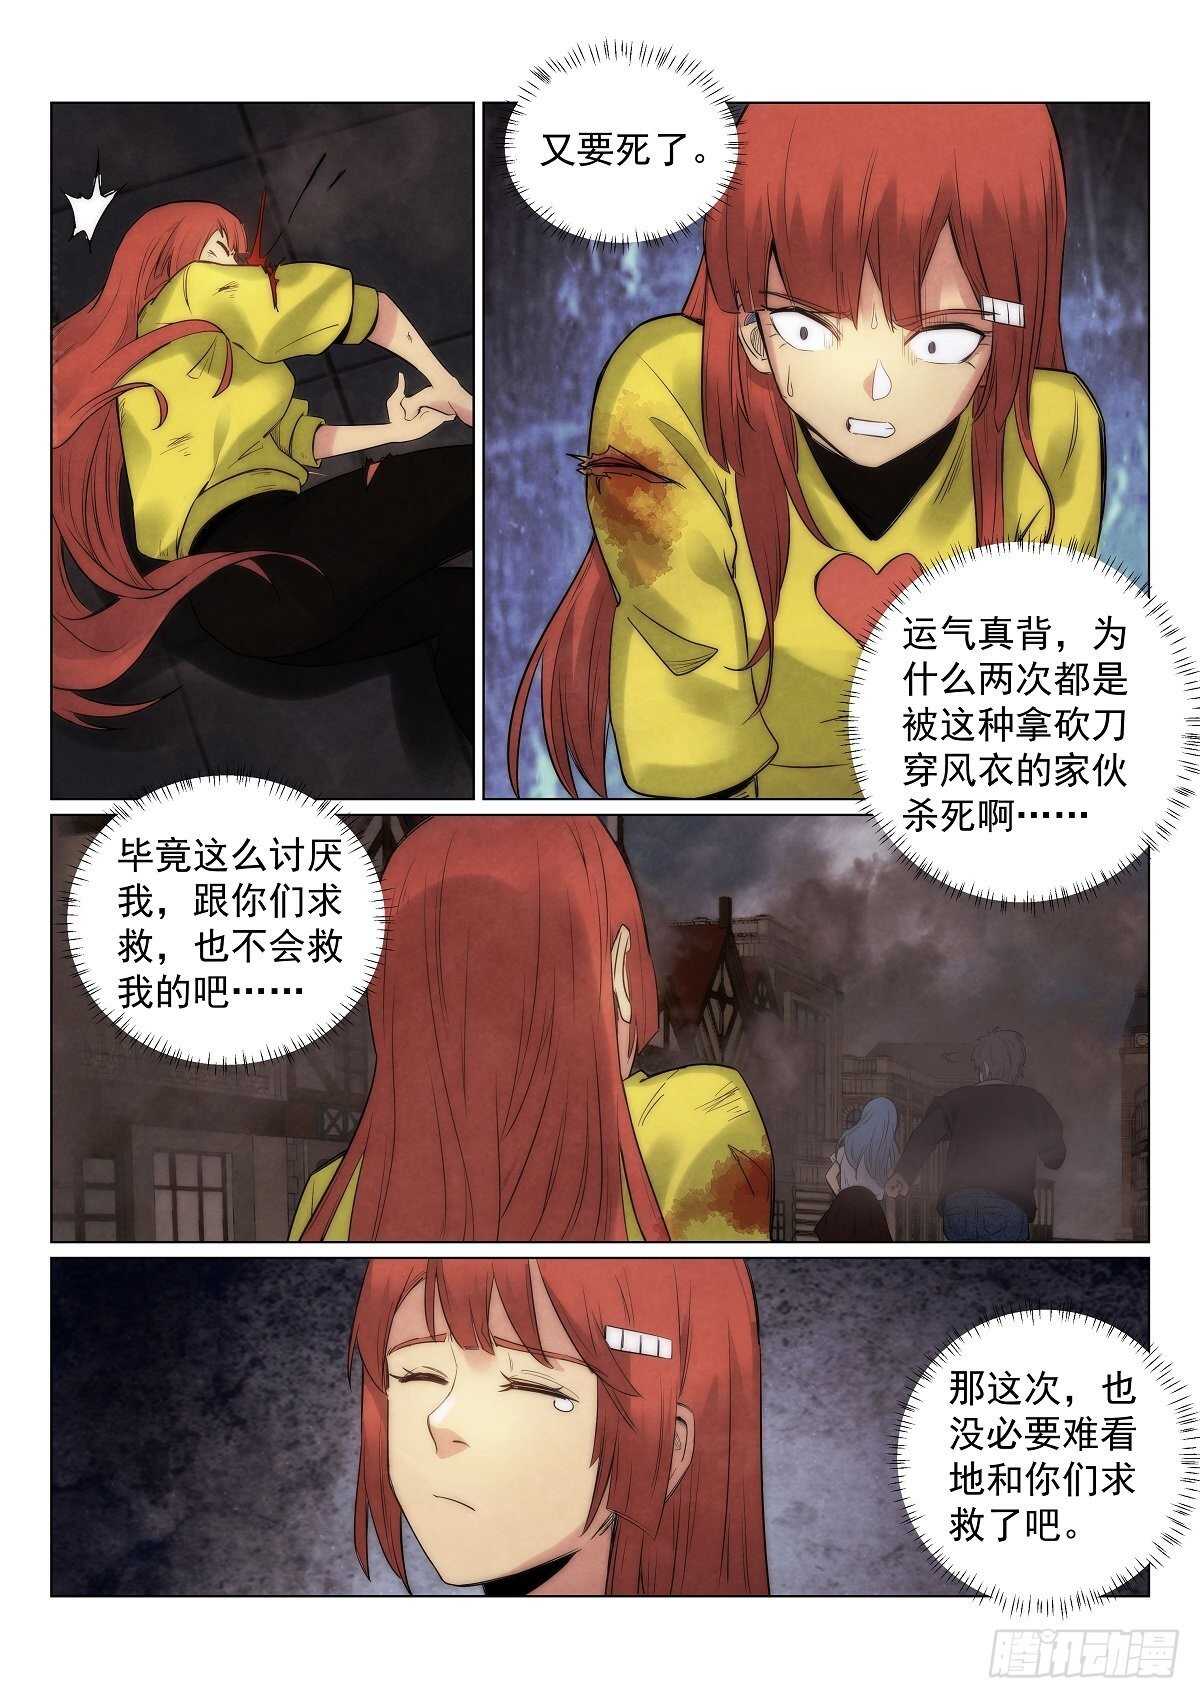 又要死了。
运气真背，为
什么两次都是
被这种拿砍刀
穿风衣的家伙
杀死啊……
毕竟这么讨厌
我，跟你们求
救，也不会救
我的吧……
那这次，也
没必要难看
地和你们求
救了吧。
腾讯动漫